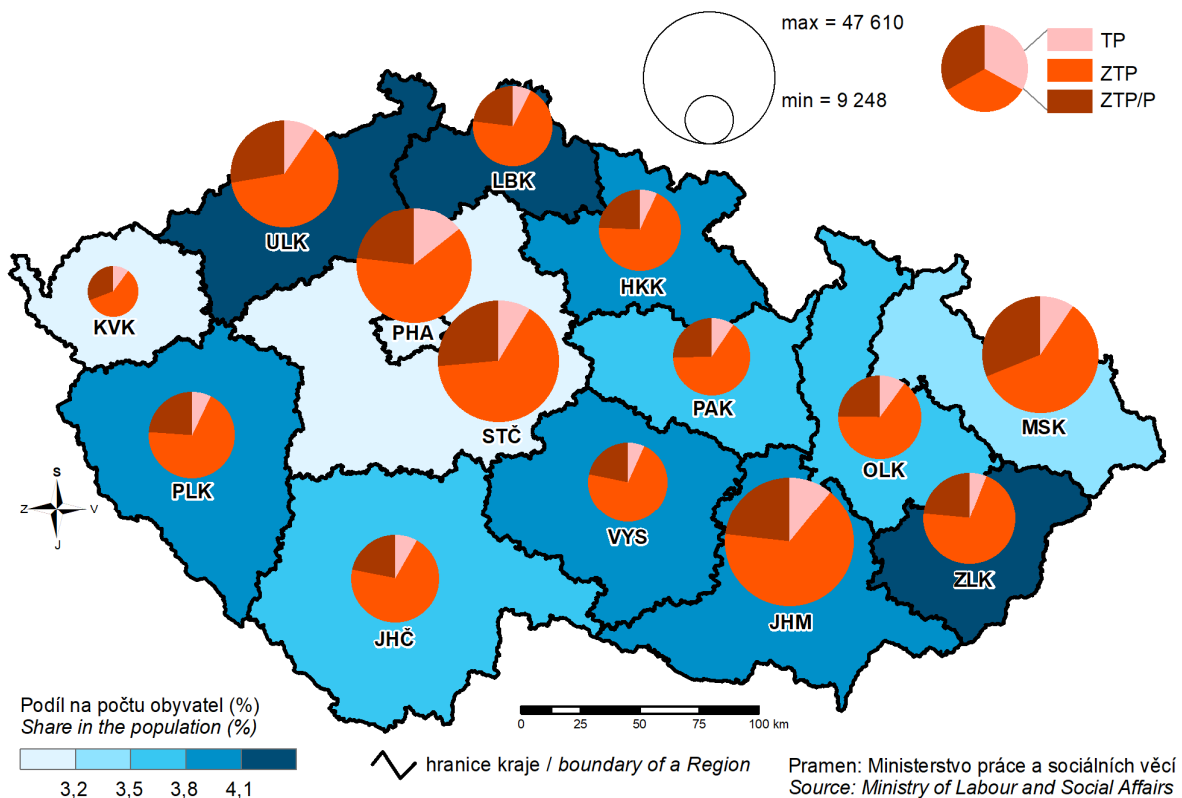 max = 47 610
min = 9 248
TP
ZTP
ZTP/P
LBK
ULK
HKK
KVK
PHA
PAK
MSK
STČ
OLK
PLK
VYS
ZLK
JHM
JHČ
S
Z
V
J
Podíl na počtu obyvatel (%)
Share in the population (%)
3,2 3,5 3,8 4,1
0 25 50 75 100 km
hranice kraje / boundary of a Region
Pramen: Ministerstvo práce a sociálních věcí
Source: Ministry of Labour and Social Affairs